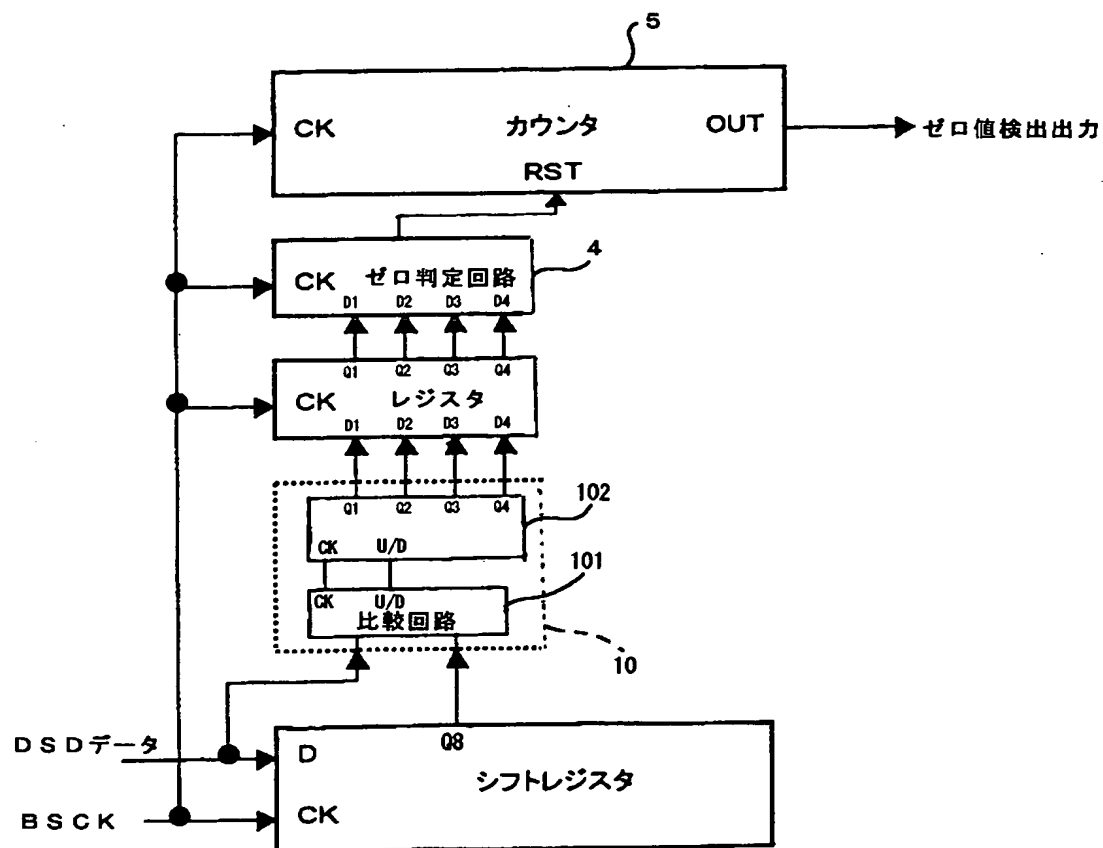 5
CK カウンタ OUT
RST
ゼロ値検出出力
4
CK ゼロ判定回路
D1 D2 D3 D4
Q1 Q2 Q3 Q4
CK レジスタ
D1 D2 D3 D4
Q1 Q2 Q3 Q4
102
CK U/D
101
CK U/D
比較回路
10
DSDデータ
D Q8
シフトレジスタ
BSCK
CK